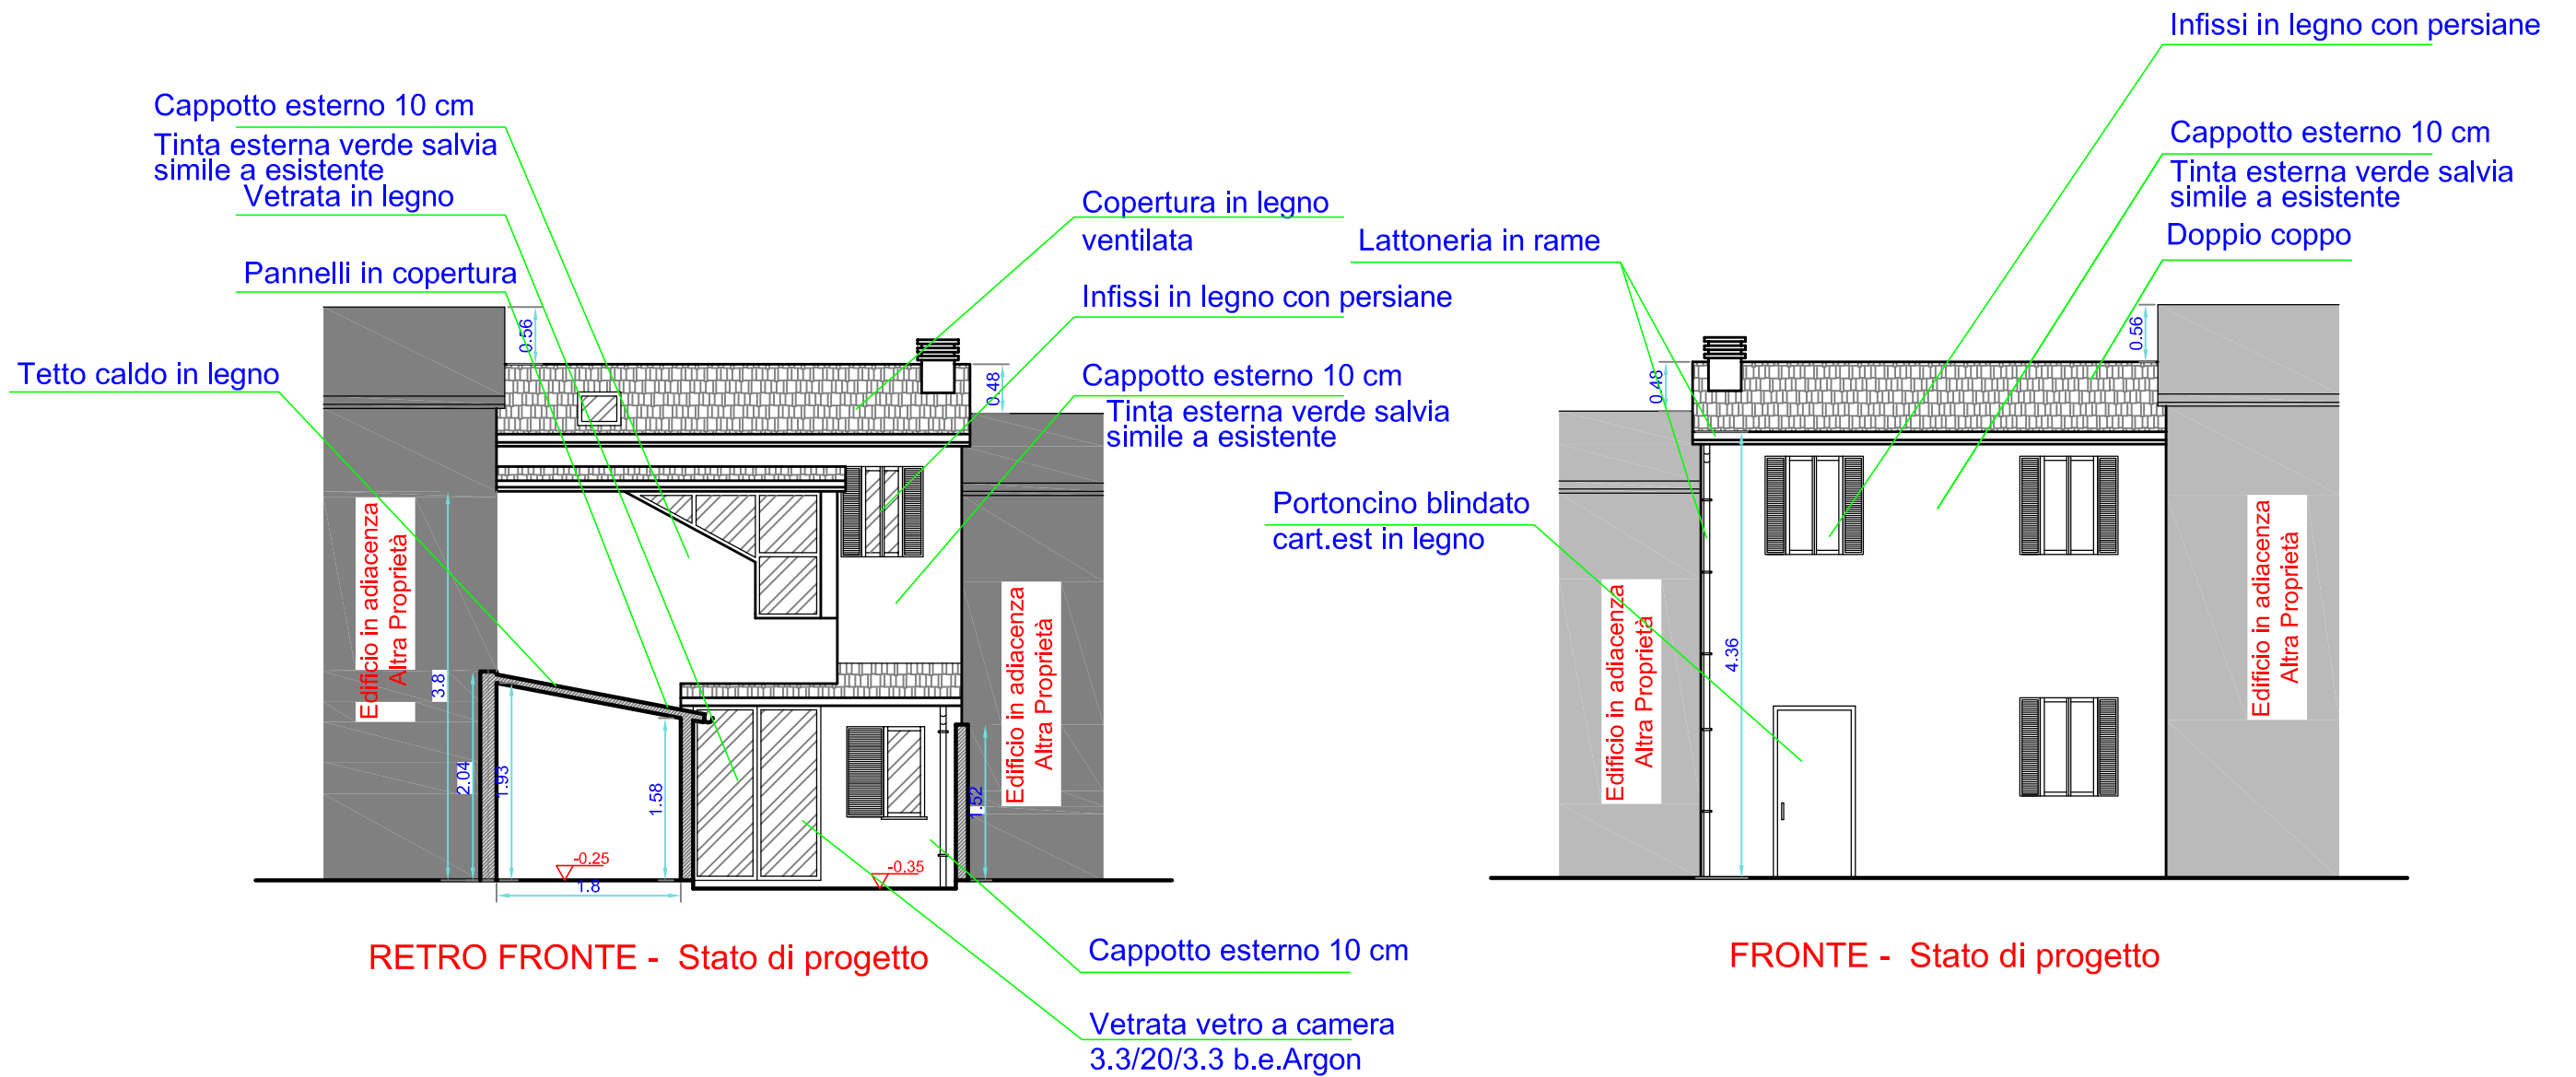 Infissi in legno con persiane
Cappotto esterno 10 cm
Tinta esterna verde salvia
simile a esistente
Vetrata in legno
Pannelli in copertura
Tetto caldo in legno
Copertura in legno
ventilata
Infissi in legno con persiane
Cappotto esterno 10 cm
Tinta esterna verde salvia
simile a esistente
Lattoneria in rame
Cappotto esterno 10 cm
Tinta esterna verde salvia
simile a esistente
Doppio coppo
Portoncino blindato
cart.est in legno
0.56
0.48
Edificio in adiacenza
Altra Proprietà
3.8
2.04
1.93
1.58
1.52
-0.25
1.8
-0.35
Edificio in adiacenza
Altra Proprietà
0.48
0.56
4.36
Edificio in adiacenza
Altra Proprietà
Edificio in adiacenza
Altra Proprietà
RETRO FRONTE - Stato di progetto
Cappotto esterno 10 cm
Vetrata vetro a camera
3.3/20/3.3 b.e.Argon
FRONTE - Stato di progetto